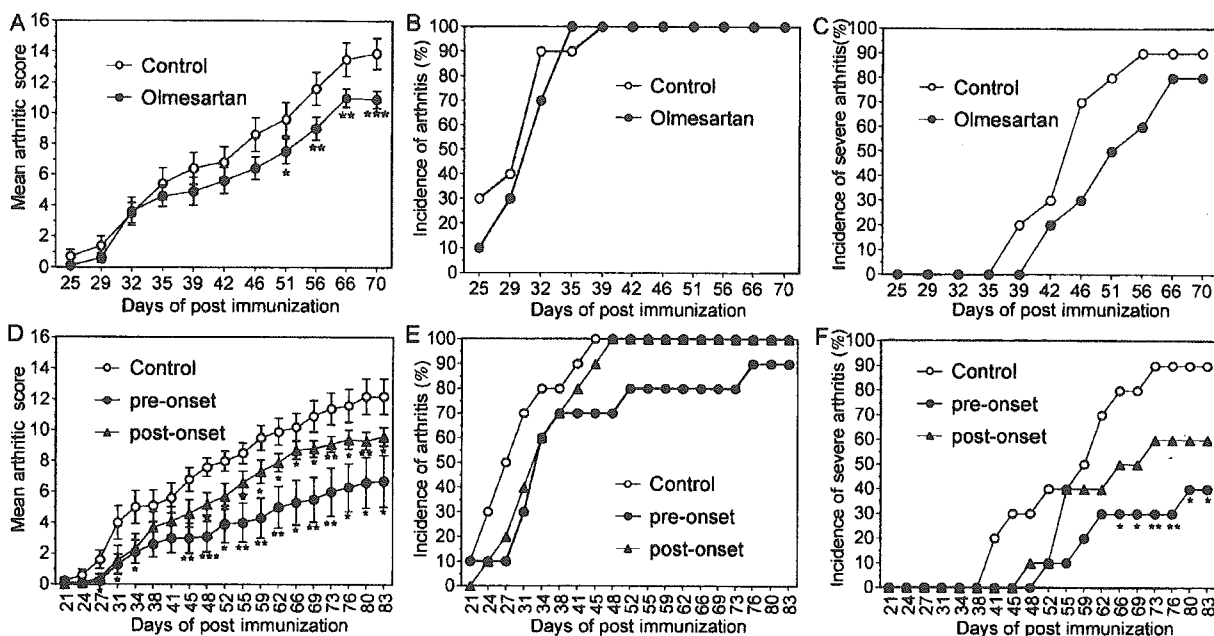 A
Mean arthritic score
16
14
12
10
8
6
4
2
0
Control
Olmesartan
*
**
**
***
25 29 32 35 39 42 46 51 56 66 70
Days of post immunization
B
Incidence of arthritis (%)
100
90
80
70
60
50
40
30
20
10
0
Control
Olmesartan
25 29 32 35 39 42 46 51 56 66 70
Days of post immunization
C
Incidence of severe arthritis(%)
100
90
80
70
60
50
40
30
20
10
0
Control
Olmesartan
25 29 32 35 39 42 46 51 56 66 70
Days of post immunization
D
Mean arthritic score
16
14
12
10
8
6
4
2
0
Control
pre-onset
post-onset
21 24 27 31 34 38 41 45 48 52 55 59 62 66 69 73 76 80 83
Days of post immunization
E
Incidence of arthritis (%)
100
90
80
70
60
50
40
30
20
10
0
Control
pre-onset
post-onset
21 24 27 31 34 38 41 45 48 52 55 59 62 66 69 73 76 80 83
Days of post immunization
F
Incidence of severe arthritis (%)
100
90
80
70
60
50
40
30
20
10
0
Control
pre-onset
post-onset
* * ** ** * *
21 24 27 31 34 38 41 45 48 52 55 59 62 66 69 73 76 80 83
Days of post immunization